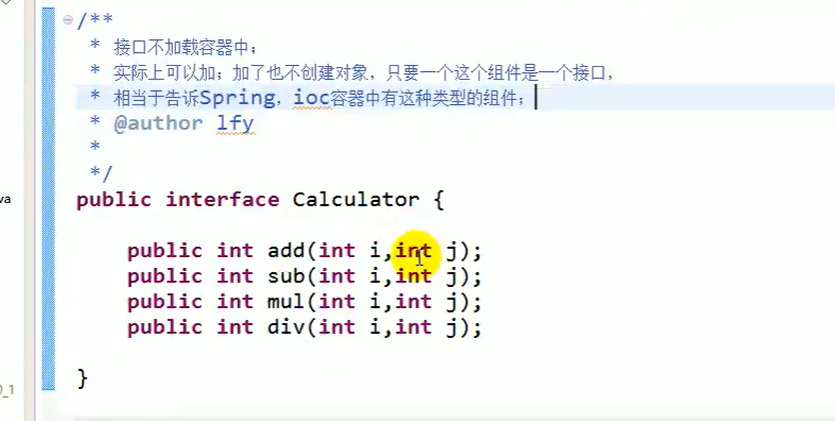 /**
* 接口不加载容器中;
* 实际上可以加;加了也不创建对象,只要一个这个组件是一个接口,
* 相当于告诉Spring,ioc容器中有这种类型的组件;
* @author lfy
*
*/
public interface Calculator {
public int add(int i,int j);
public int sub(int i,int j);
public int mul(int i,int j);
public int div(int i,int j);
}
va
0_1